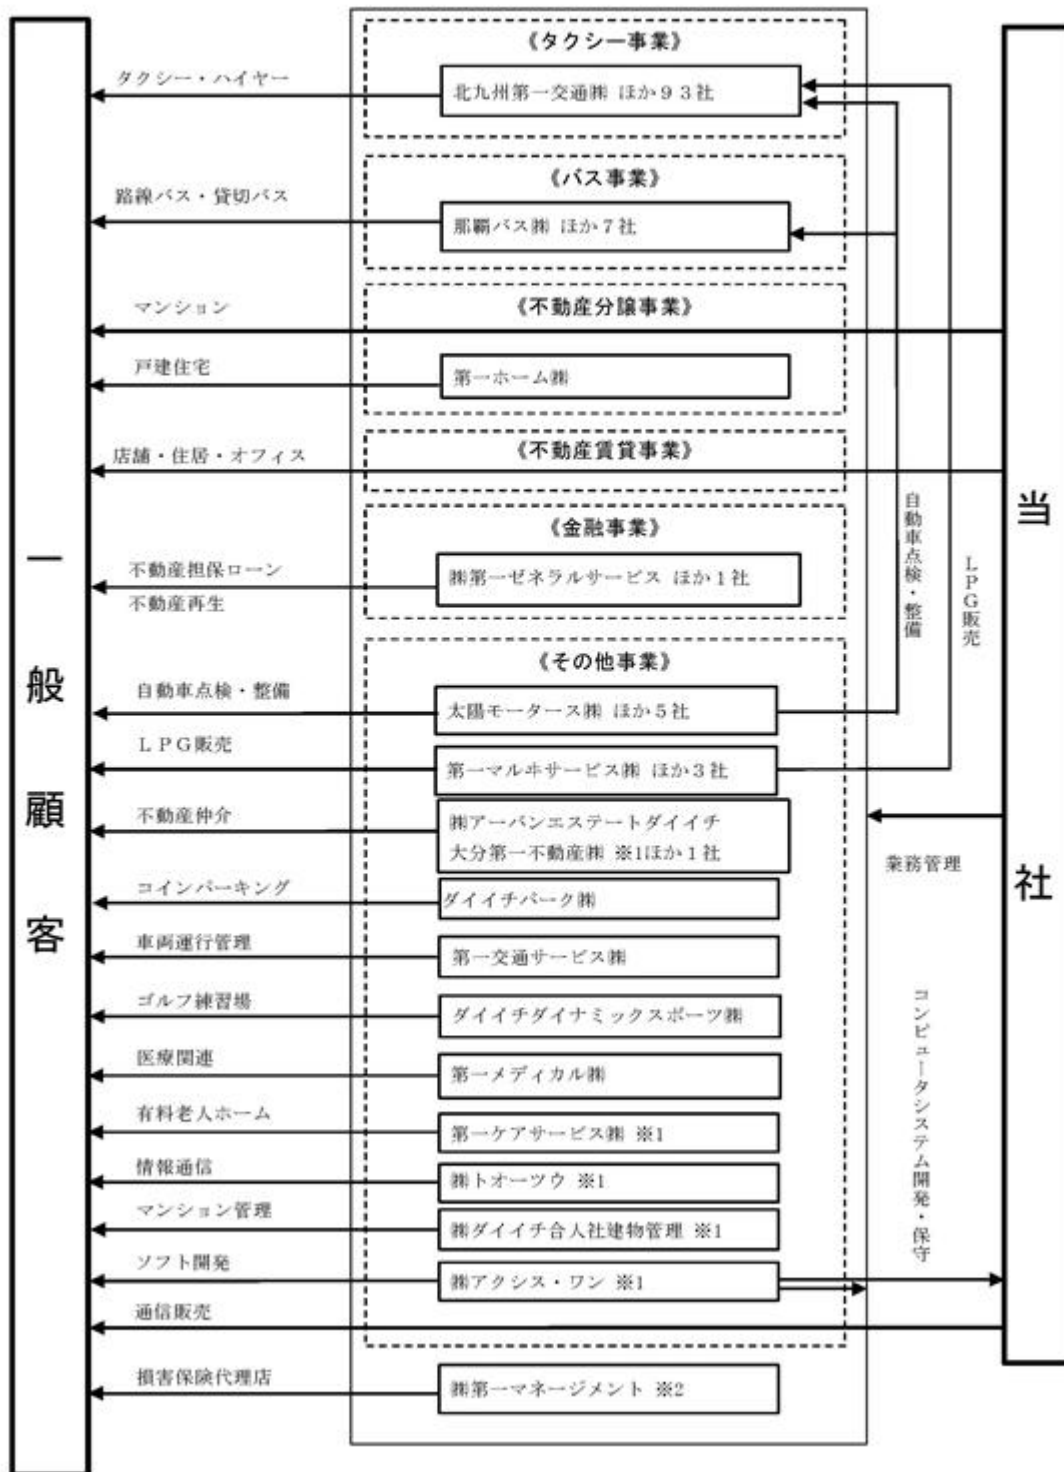 《タクシー事業》
タクシー・ハイヤー
北九州第一交通㈱ ほか９３社
《バス事業》
路線バス・貸切バス
那覇バス㈱ ほか７社
《不動産分譲事業》
マンション
戸建住宅
第一ホーム㈱
《不動産賃貸事業》
店舗・住居・オフィス
《金融事業》
不動産担保ローン
不動産再生
㈱第一ゼネラルサービス ほか１社
《その他事業》
自動車点検・整備
太陽モータース㈱ ほか５社
ＬＰＧ販売
第一マルヰサービス㈱ ほか３社
不動産仲介
㈱アーバンエステートダイイチ
大分第一不動産㈱ ※1ほか１社
コインパーキング
ダイイチパーク㈱
車両運行管理
第一交通サービス㈱
ゴルフ練習場
ダイイチダイナミックスポーツ㈱
医療関連
第一メディカル㈱
有料老人ホーム
第一ケアサービス㈱ ※1
情報通信
㈱トオーツウ ※1
マンション管理
㈱ダイイチ合人社建物管理 ※1
ソフト開発
㈱アクシス・ワン ※1
通信販売
損害保険代理店
㈱第一マネージメント ※2
一般顧客
自動車点検・整備
ＬＰＧ販売
業務管理
コンピュータシステム開発・保守
当社